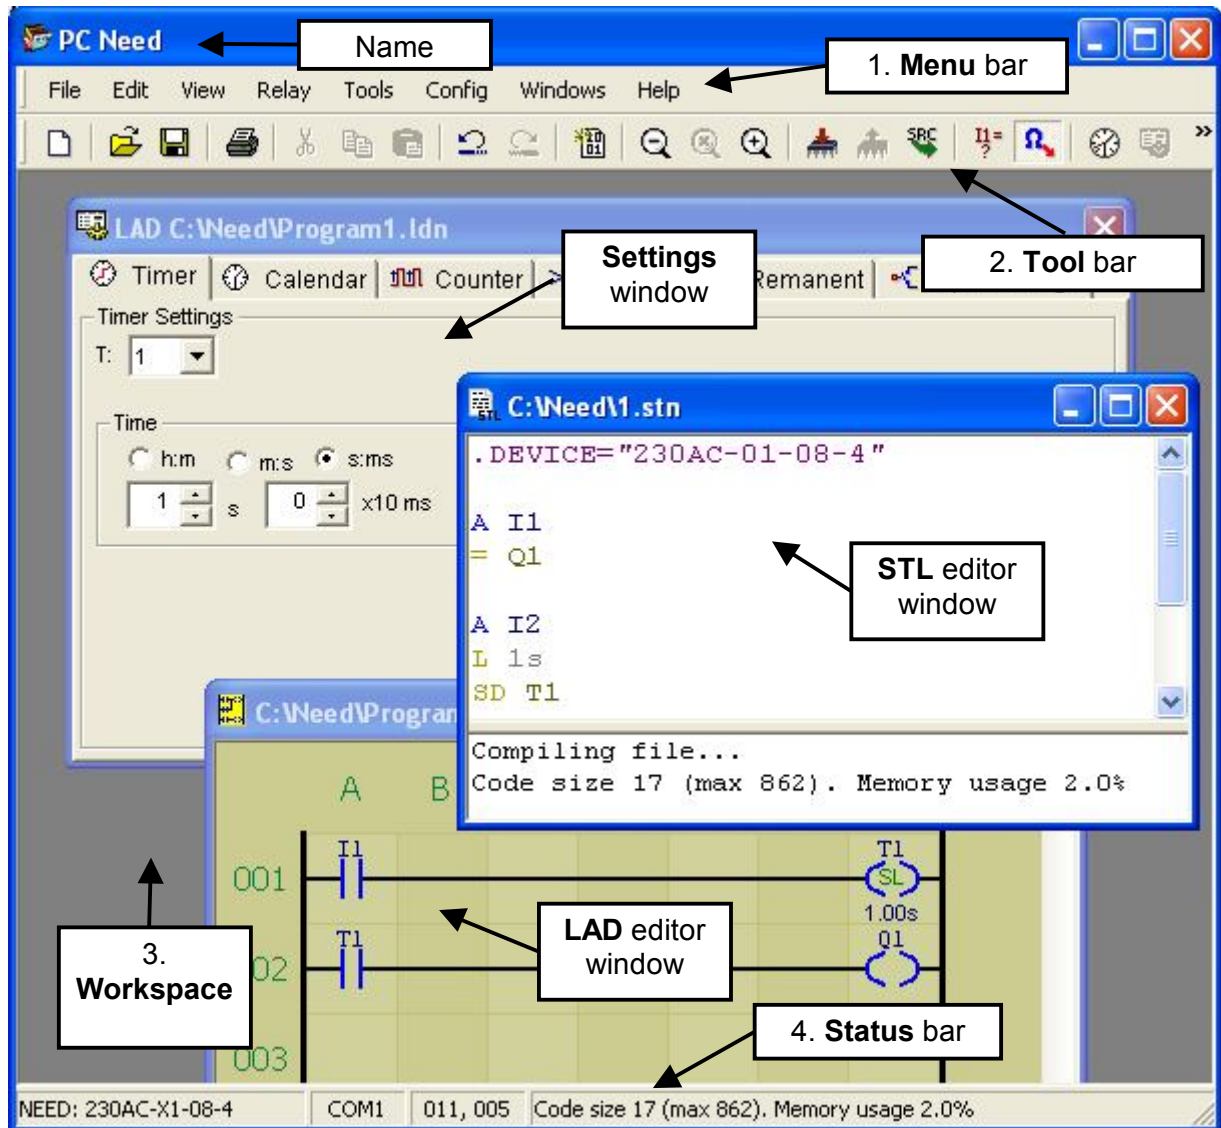 PC Need
Name
1. Menu bar
File Edit View Relay Tools Config Windows Help
SRC I1= ?
2. Tool bar
LAD C:\Need\Program1.ldn
Timer Calendar Counter Remanent
Settings window
Timer Settings
T: 1
Time
h:m m:s s:ms
1 s 0 x10 ms
STL C:\Need\1.stn
.DEVICE="230AC-01-08-4"
A I1
= Q1
A I2
L 1s
SD T1
STL editor
window
Compiling file...
Code size 17 (max 862). Memory usage 2.0%
C:\Need\Program
A B
001 I1 T1
SL
1.00s
02 T1 Q1
003
LAD editor
window
3.
Workspace
4. Status bar
NEED: 230AC-X1-08-4 COM1 011, 005 Code size 17 (max 862). Memory usage 2.0%